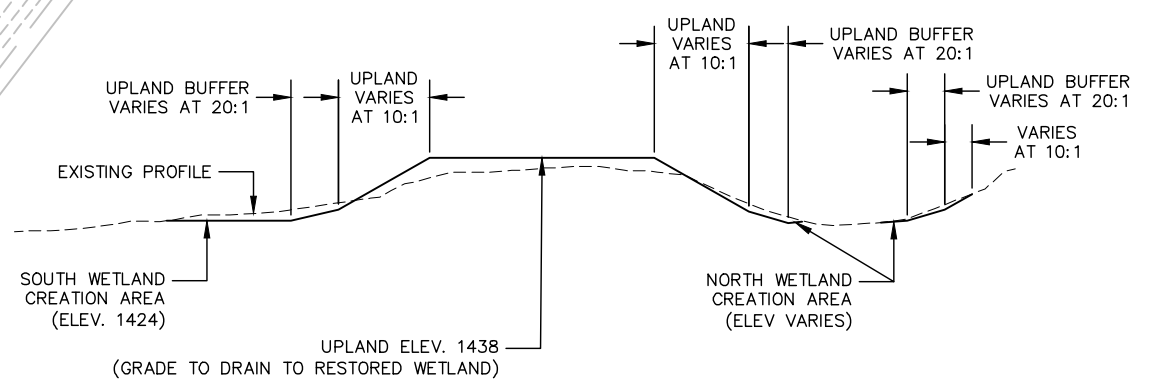 UPLAND
VARIES
AT 10:1
UPLAND BUFFER
VARIES AT 20:1
UPLAND BUFFER
VARIES AT 20:1
UPLAND
VARIES
AT 10:1
UPLAND BUFFER
VARIES AT 20:1
VARIES
AT 10:1
EXISTING PROFILE
SOUTH WETLAND
CREATION AREA
(ELEV. 1424)
NORTH WETLAND
CREATION AREA
(ELEV VARIES)
UPLAND ELEV. 1438
(GRADE TO DRAIN TO RESTORED WETLAND)